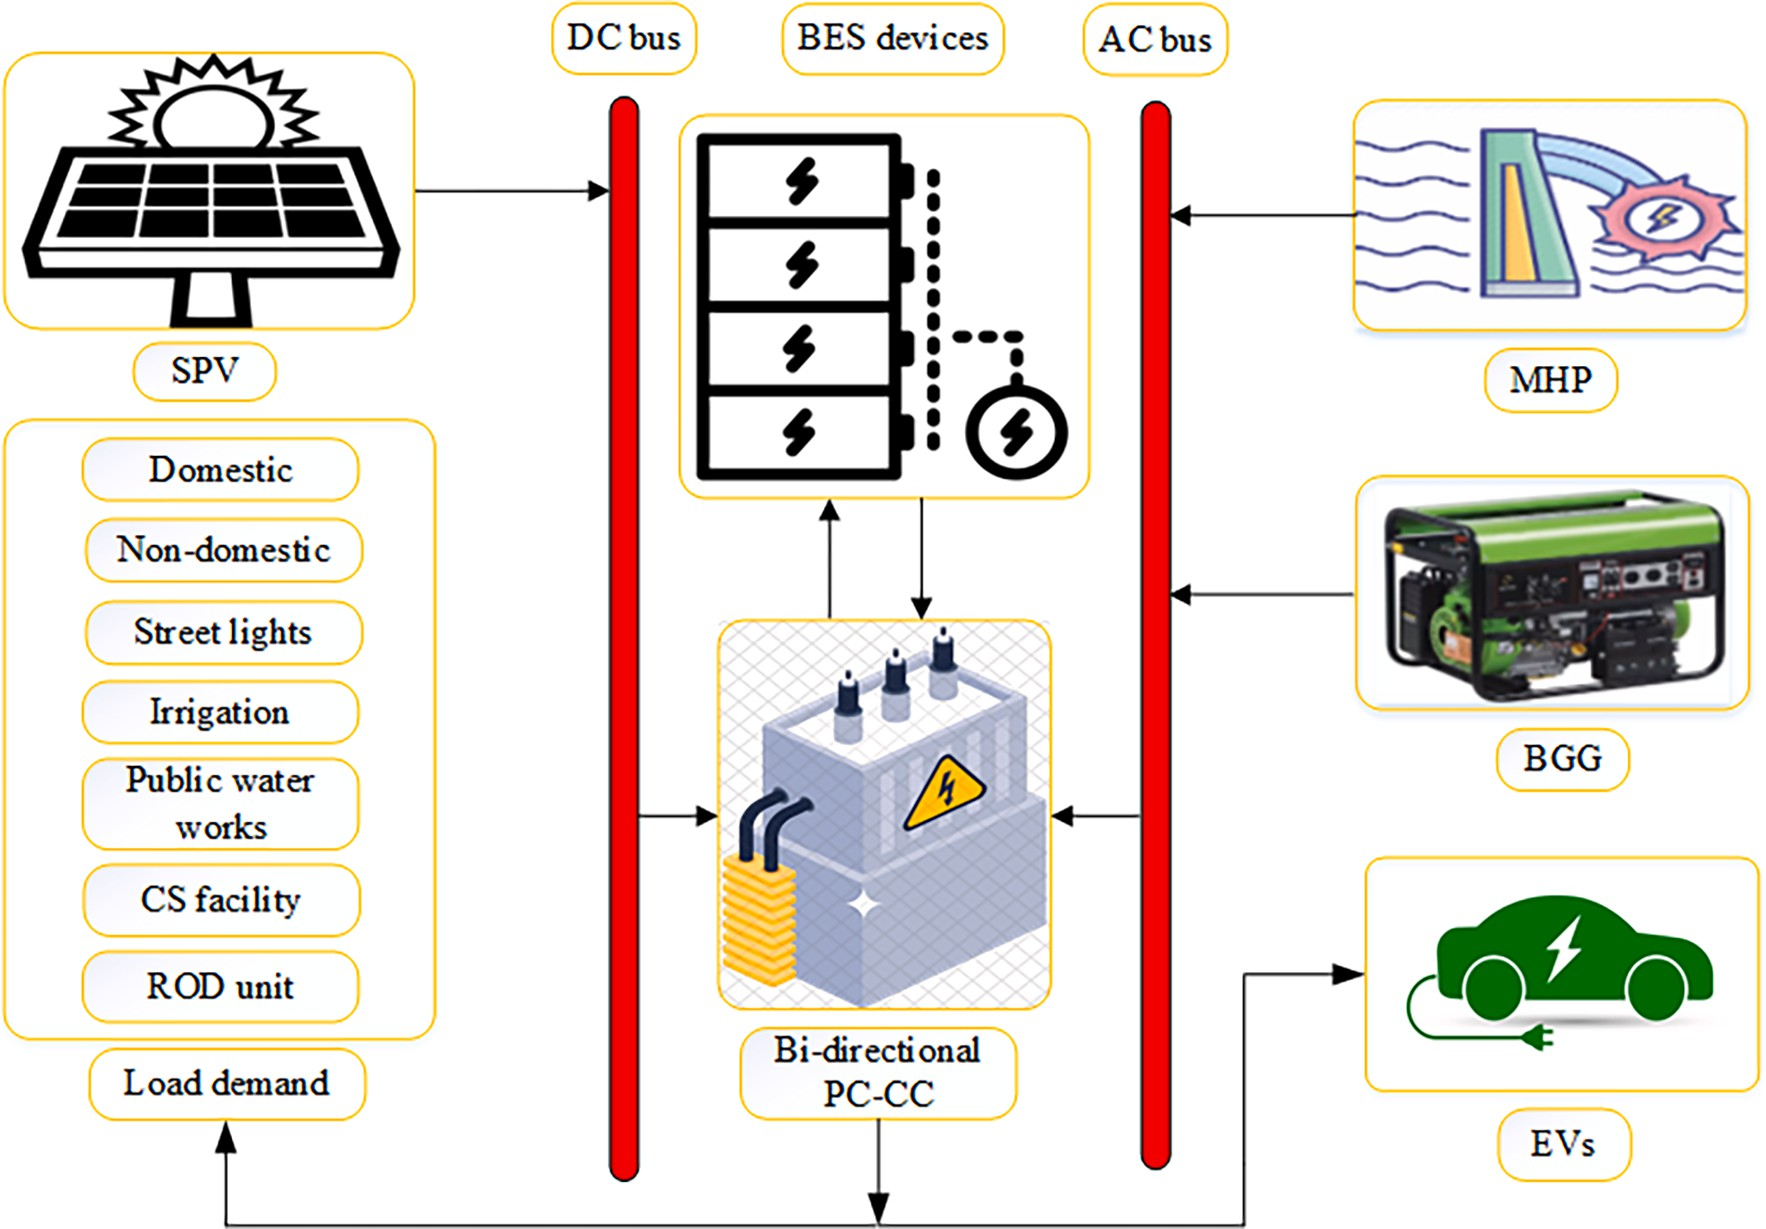 DC bus
BES devices
AC bus
SPV
MHP
Domestic
Non-domestic
Street lights
Irrigation
Public water
works
CS facility
ROD unit
Load demand
BGG
Bi-directional
PC-CC
EVs